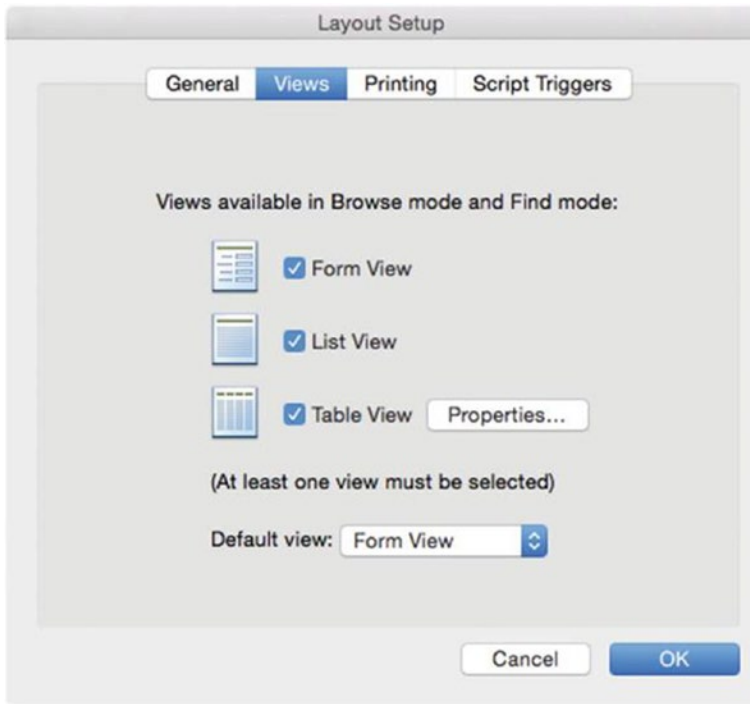 Layout Setup
General Views Printing Script Triggers
Views available in Browse mode and Find mode:
Form View
List View
Table View Properties...
(At least one view must be selected)
Default view: Form View
Cancel OK